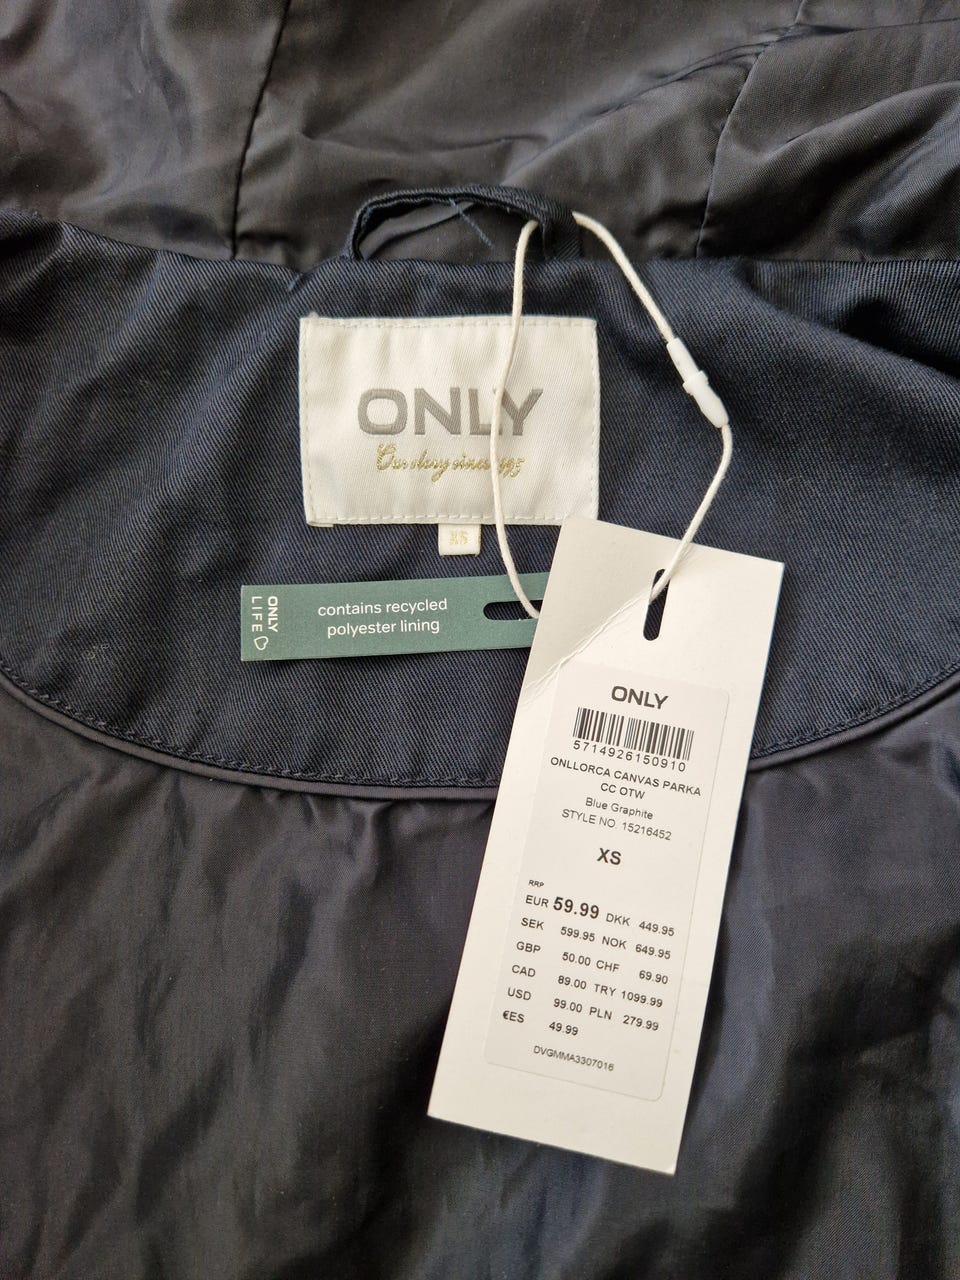 ONLY
Our story since 1995
XS
ONLY
LIFE
contains recycled
polyester lining
ONLY
5714926150910
ONLLORCA CANVAS PARKA
CC OTW
Blue Graphite
STYLE NO. 15216452
XS
RRP
EUR 59.99 DKK 449.95
SEK 599.95 NOK 649.95
GBP 50.00 CHF 69.90
CAD 89.00 TRY 1099.99
USD 99.00 PLN 279.99
€ES 49.99
DVGMMA3307016